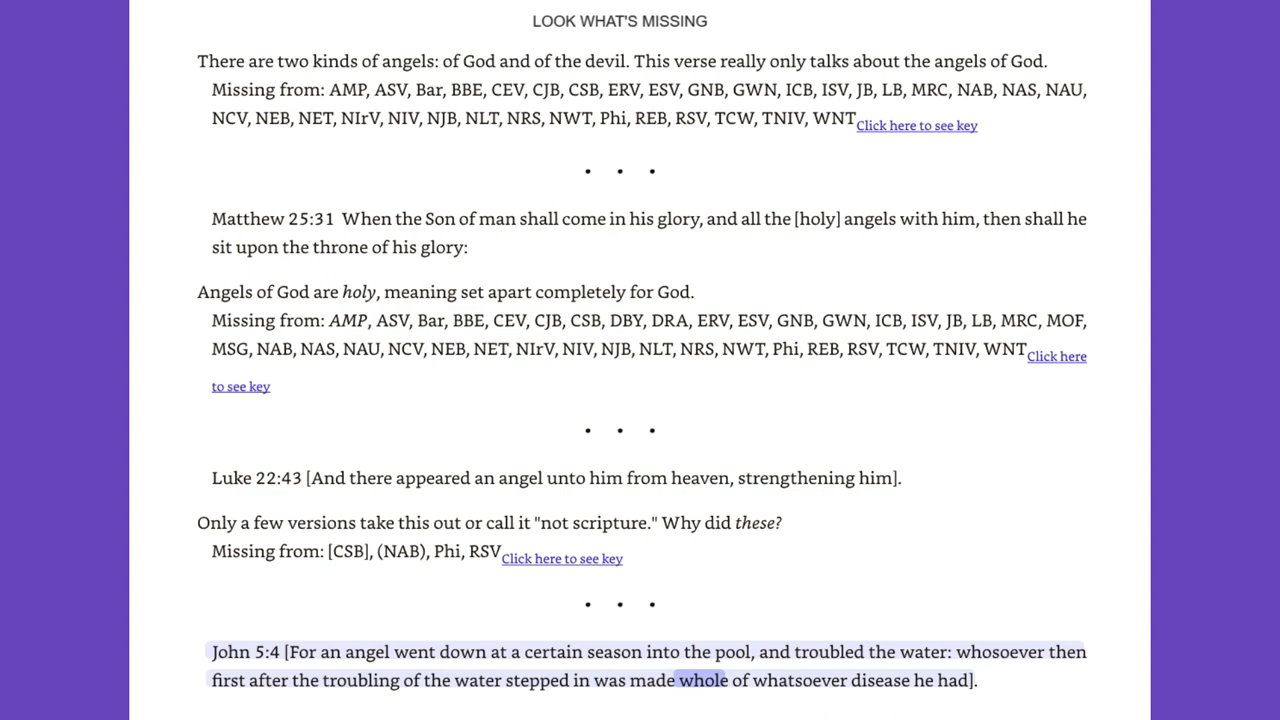 LOOK WHAT'S MISSING
There are two kinds of angels: of God and of the devil. This verse really only talks about the angels of God.
Missing from: AMP, ASV, Bar, BBE, CEV, CJB, CSB, ERV, ESV, GNB, GWN, ICB, ISV, JB, LB, MRC, NAB, NAS, NAU,
NCV, NEB, NET, NIrV, NIV, NJB, NLT, NRS, NWT, Phi, REB, RSV, TCW, TNIV, WNT Click here to see key
• • •
Matthew 25:31 When the Son of man shall come in his glory, and all the [holy] angels with him, then shall he
sit upon the throne of his glory:
Angels of God are holy, meaning set apart completely for God.
Missing from: AMP, ASV, Bar, BBE, CEV, CJB, CSB, DBY, DRA, ERV, ESV, GNB, GWN, ICB, ISV, JB, LB, MRC, MOF,
MSG, NAB, NAS, NAU, NCV, NEB, NET, NIrV, NIV, NJB, NLT, NRS, NWT, Phi, REB, RSV, TCW, TNIV, WNT Click here
to see key
• • •
Luke 22:43 [And there appeared an angel unto him from heaven, strengthening him].
Only a few versions take this out or call it "not scripture." Why did these?
Missing from: [CSB], (NAB), Phi, RSV Click here to see key
• • •
John 5:4 [For an angel went down at a certain season into the pool, and troubled the water: whosoever then
first after the troubling of the water stepped in was made whole of whatsoever disease he had].